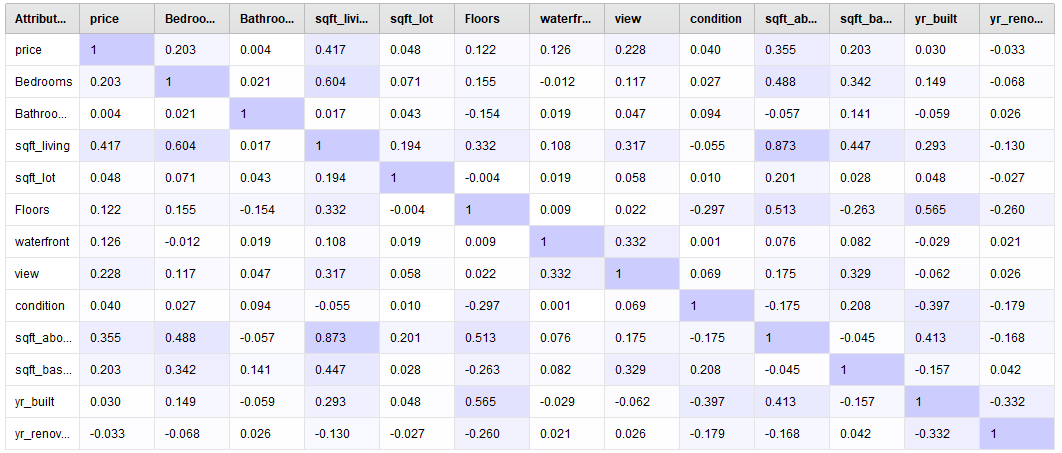 Attribut... price Bedroo... Bathroo... sqft_livi... sqft_lot Floors waterfr... view condition sqft_ab... sqft_ba... yr_built yr_reno...
price 1 0.203 0.004 0.417 0.048 0.122 0.126 0.228 0.040 0.355 0.203 0.030 -0.033
Bedrooms 0.203 1 0.021 0.604 0.071 0.155 -0.012 0.117 0.027 0.488 0.342 0.149 -0.068
Bathroo... 0.004 0.021 1 0.017 0.043 -0.154 0.019 0.047 0.094 -0.057 0.141 -0.059 0.026
sqft_living 0.417 0.604 0.017 1 0.194 0.332 0.108 0.317 -0.055 0.873 0.447 0.293 -0.130
sqft_lot 0.048 0.071 0.043 0.194 1 -0.004 0.019 0.058 0.010 0.201 0.028 0.048 -0.027
Floors 0.122 0.155 -0.154 0.332 -0.004 1 0.009 0.022 -0.297 0.513 -0.263 0.565 -0.260
waterfront 0.126 -0.012 0.019 0.108 0.019 0.009 1 0.332 0.001 0.076 0.082 -0.029 0.021
view 0.228 0.117 0.047 0.317 0.058 0.022 0.332 1 0.069 0.175 0.329 -0.062 0.026
condition 0.040 0.027 0.094 -0.055 0.010 -0.297 0.001 0.069 1 -0.175 0.208 -0.397 -0.179
sqft_abo... 0.355 0.488 -0.057 0.873 0.201 0.513 0.076 0.175 -0.175 1 -0.045 0.413 -0.168
sqft_bas... 0.203 0.342 0.141 0.447 0.028 -0.263 0.082 0.329 0.208 -0.045 1 -0.157 0.042
yr_built 0.030 0.149 -0.059 0.293 0.048 0.565 -0.029 -0.062 -0.397 0.413 -0.157 1 -0.332
yr_renov... -0.033 -0.068 0.026 -0.130 -0.027 -0.260 0.021 0.026 -0.179 -0.168 0.042 -0.332 1